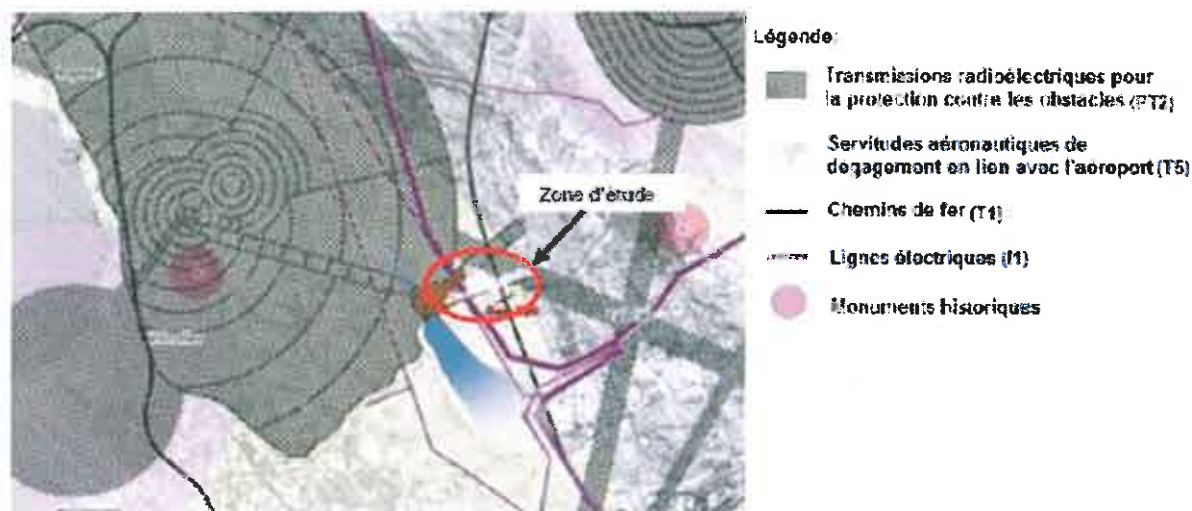 Légende:
Transmissions radioélectriques pour
la protection contre les obstacles (PT2)
Servitudes aéronautiques de
dégagement en lien avec l'aéroport (T5)
Zone d'étude
Chemins de fer (T1)
Lignes électriques (I1)
Monuments historiques